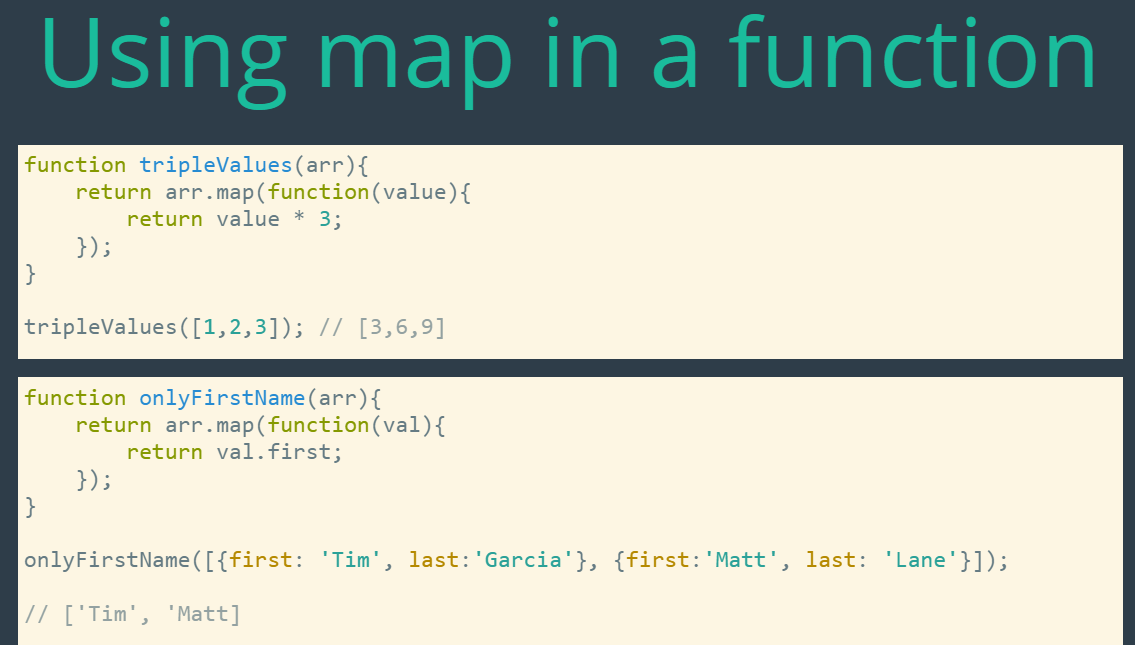 Using map in a function
function tripleValues(arr){
    return arr.map(function(value){
        return value * 3;
    });
}
tripleValues([1,2,3]); // [3,6,9]
function onlyFirstName(arr){
    return arr.map(function(val){
        return val.first;
    });
}
onlyFirstName([{first: 'Tim', last:'Garcia'}, {first:'Matt', last: 'Lane'}]);
// ['Tim', 'Matt]